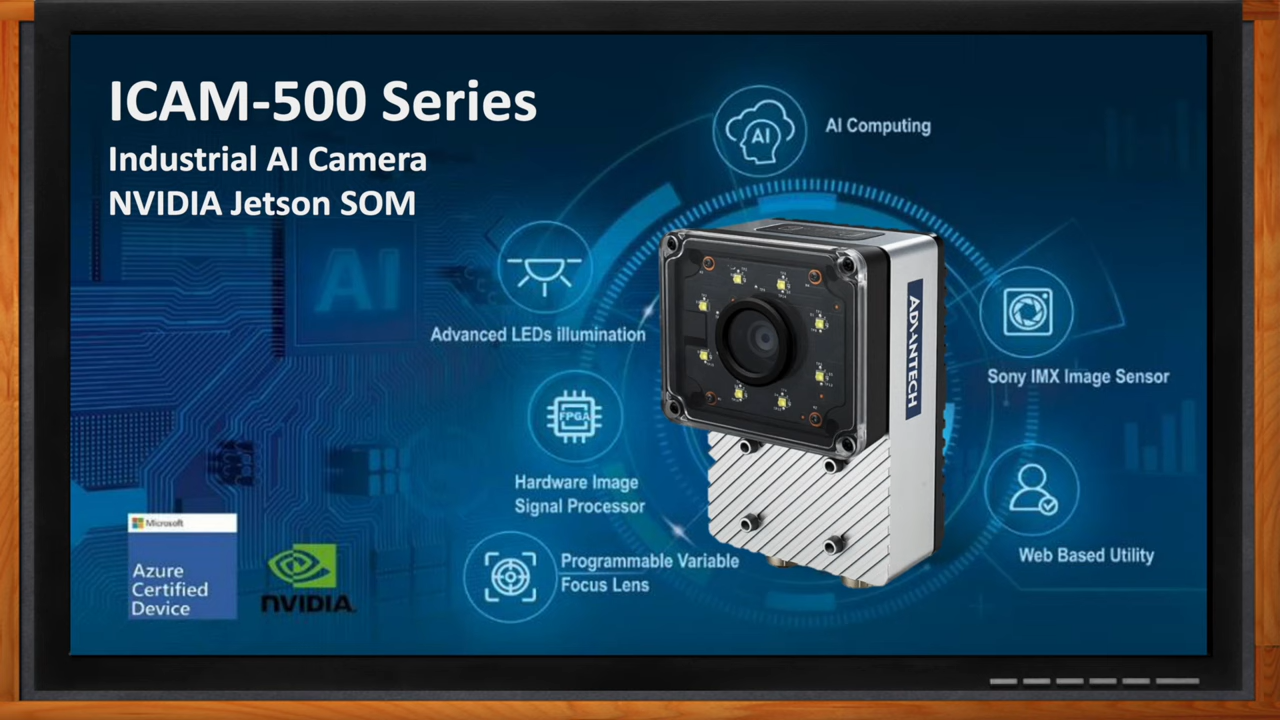 ICAM-500 Series
Industrial AI Camera
NVIDIA Jetson SOM
AI
AI Computing
AI
Advanced LEDs illumination
ADVANTECH
Sony IMX Image Sensor
FPGA
Hardware Image
Signal Processor
Programmable Variable
Focus Lens
Web Based Utility
Microsoft
Azure
Certified
Device
NVIDIA.